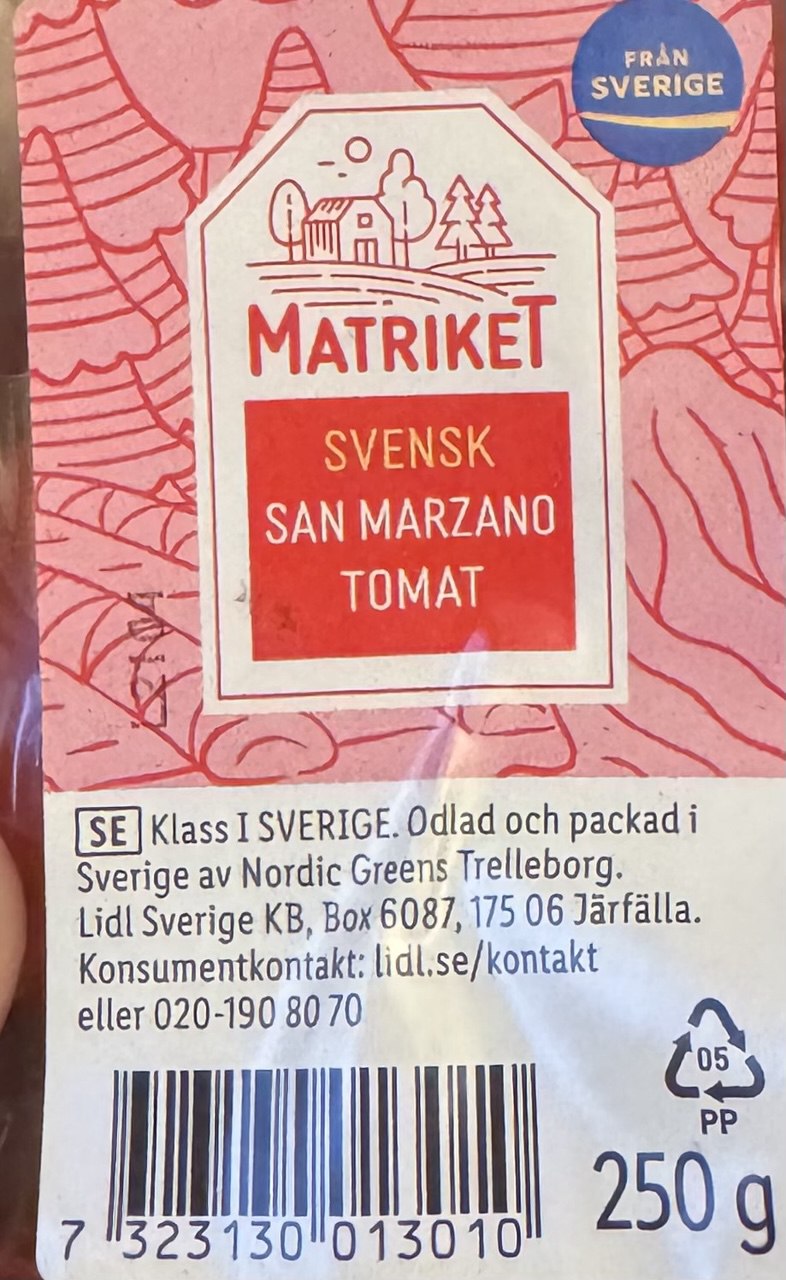 FRÅN
SVERIGE
MATRIKET
SVENSK
SAN MARZANO
TOMAT
SE Klass I SVERIGE. Odlad och packad i
Sverige av Nordic Greens Trelleborg.
Lidl Sverige KB, Box 6087, 175 06 Järfälla.
Konsumentkontakt: lidl.se/kontakt
eller 020-190 80 70
05
PP
250 g
7 323130 013010